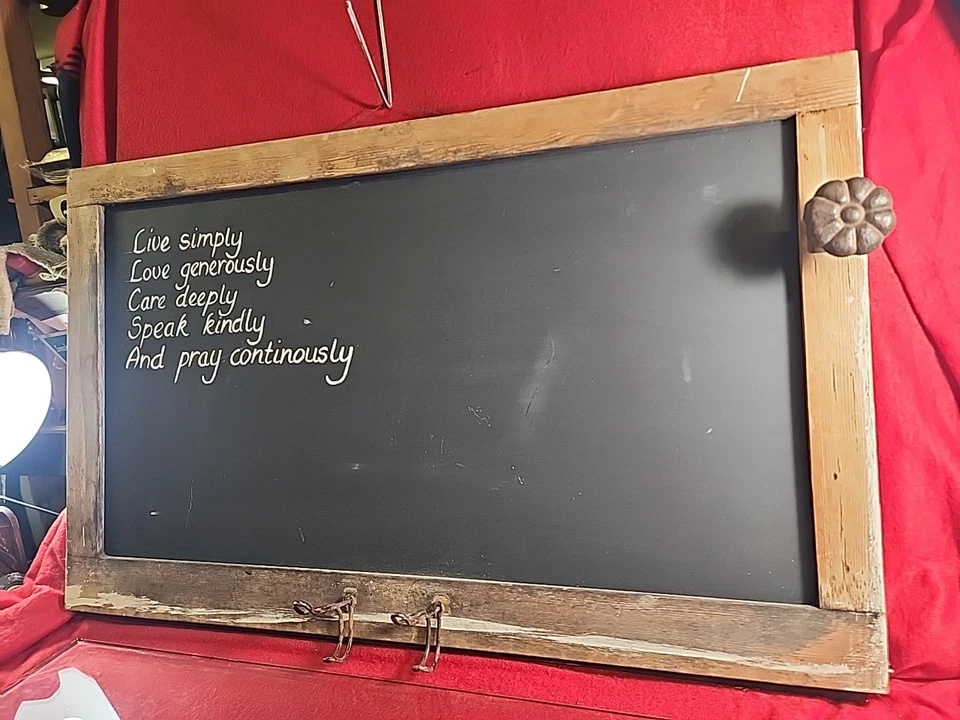 Live simply
Love generously
Care deeply
Speak kindly
And pray continously